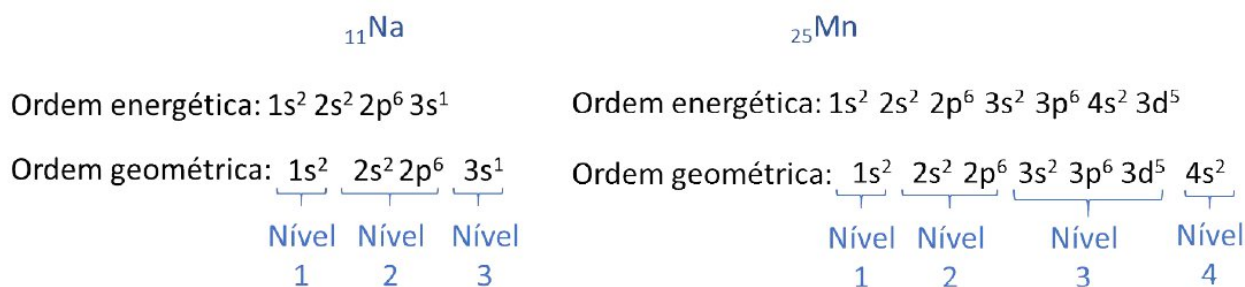 ₁₁Na
Ordem energética: 1s² 2s² 2p⁶ 3s¹
Ordem geométrica: 1s² 2s² 2p⁶ 3s¹
Nível Nível Nível
1 2 3
₂₅Mn
Ordem energética: 1s² 2s² 2p⁶ 3s² 3p⁶ 4s² 3d⁵
Ordem geométrica: 1s² 2s² 2p⁶ 3s² 3p⁶ 3d⁵ 4s²
Nível Nível Nível Nível
1 2 3 4